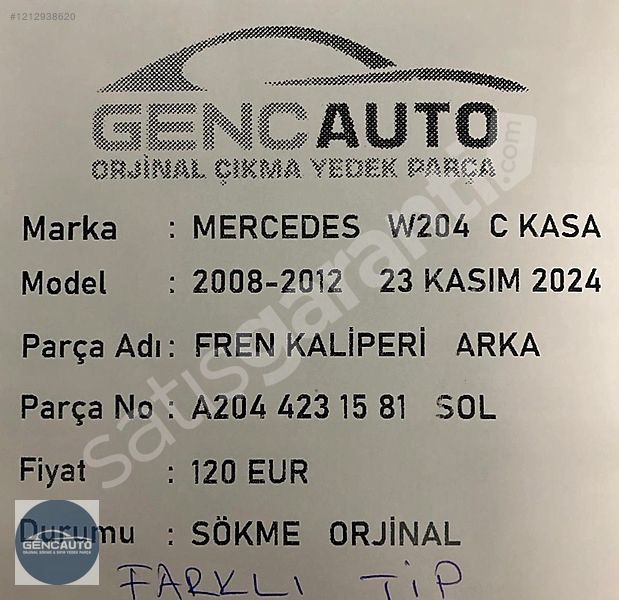 #1212938620
GENCAUTO
ORJİNAL ÇIKMA YEDEK PARÇA
satışgaranti.com
Marka : MERCEDES W204 C KASA
Model : 2008-2012 23 KASIM 2024
Parça Adı : FREN KALİPERİ ARKA
Parça No : A204 423 15 81 SOL
Fiyat : 120 EUR
Durumu : SÖKME ORJİNAL
GENCAUTO
FARKLI TİP